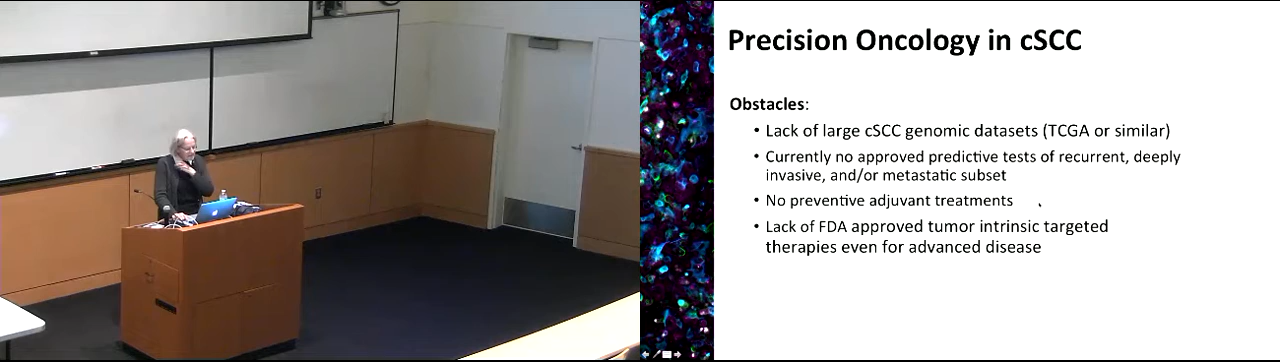 Precision Oncology in cSCC
Obstacles:
• Lack of large cSCC genomic datasets (TCGA or similar)
• Currently no approved predictive tests of recurrent, deeply
invasive, and/or metastatic subset
• No preventive adjuvant treatments
• Lack of FDA approved tumor intrinsic targeted
therapies even for advanced disease